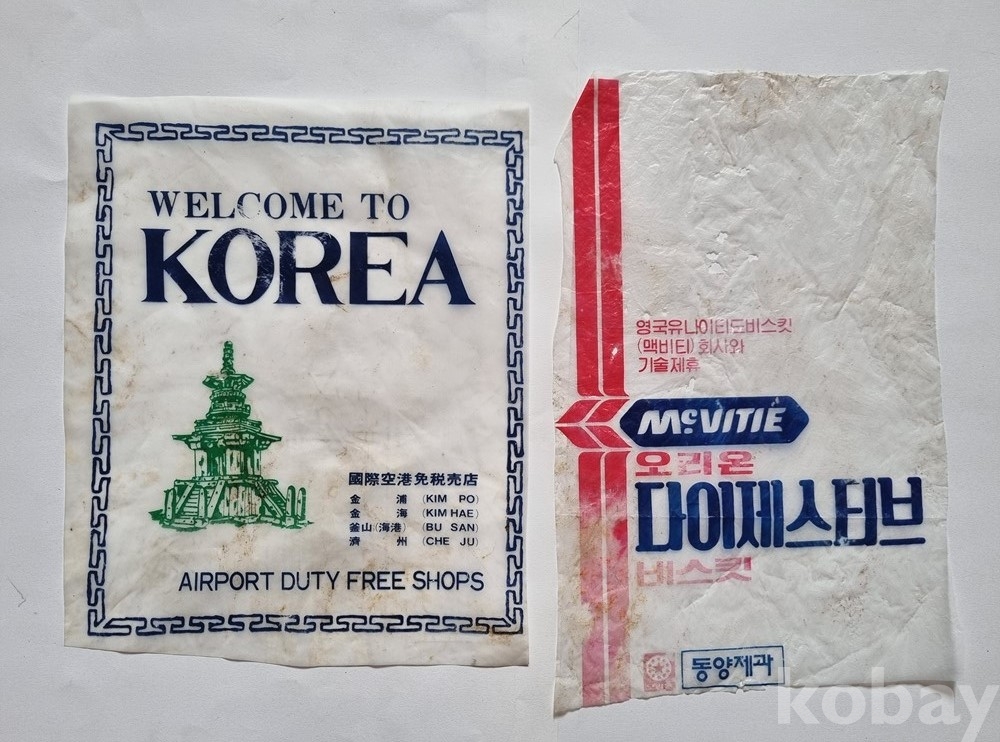 WELCOME TO
KOREA
國際空港免税売店
金 浦 (KIM PO)
金 海 (KIM HAE)
釜山(海港) (BU SAN)
濟 州 (CHE JU)
AIRPORT DUTY FREE SHOPS
영국유나이티드비스킷
(맥비티) 회사와
기술제휴
McVITIE
오리온
다이제스티브
비스킷
동양제과
kobay